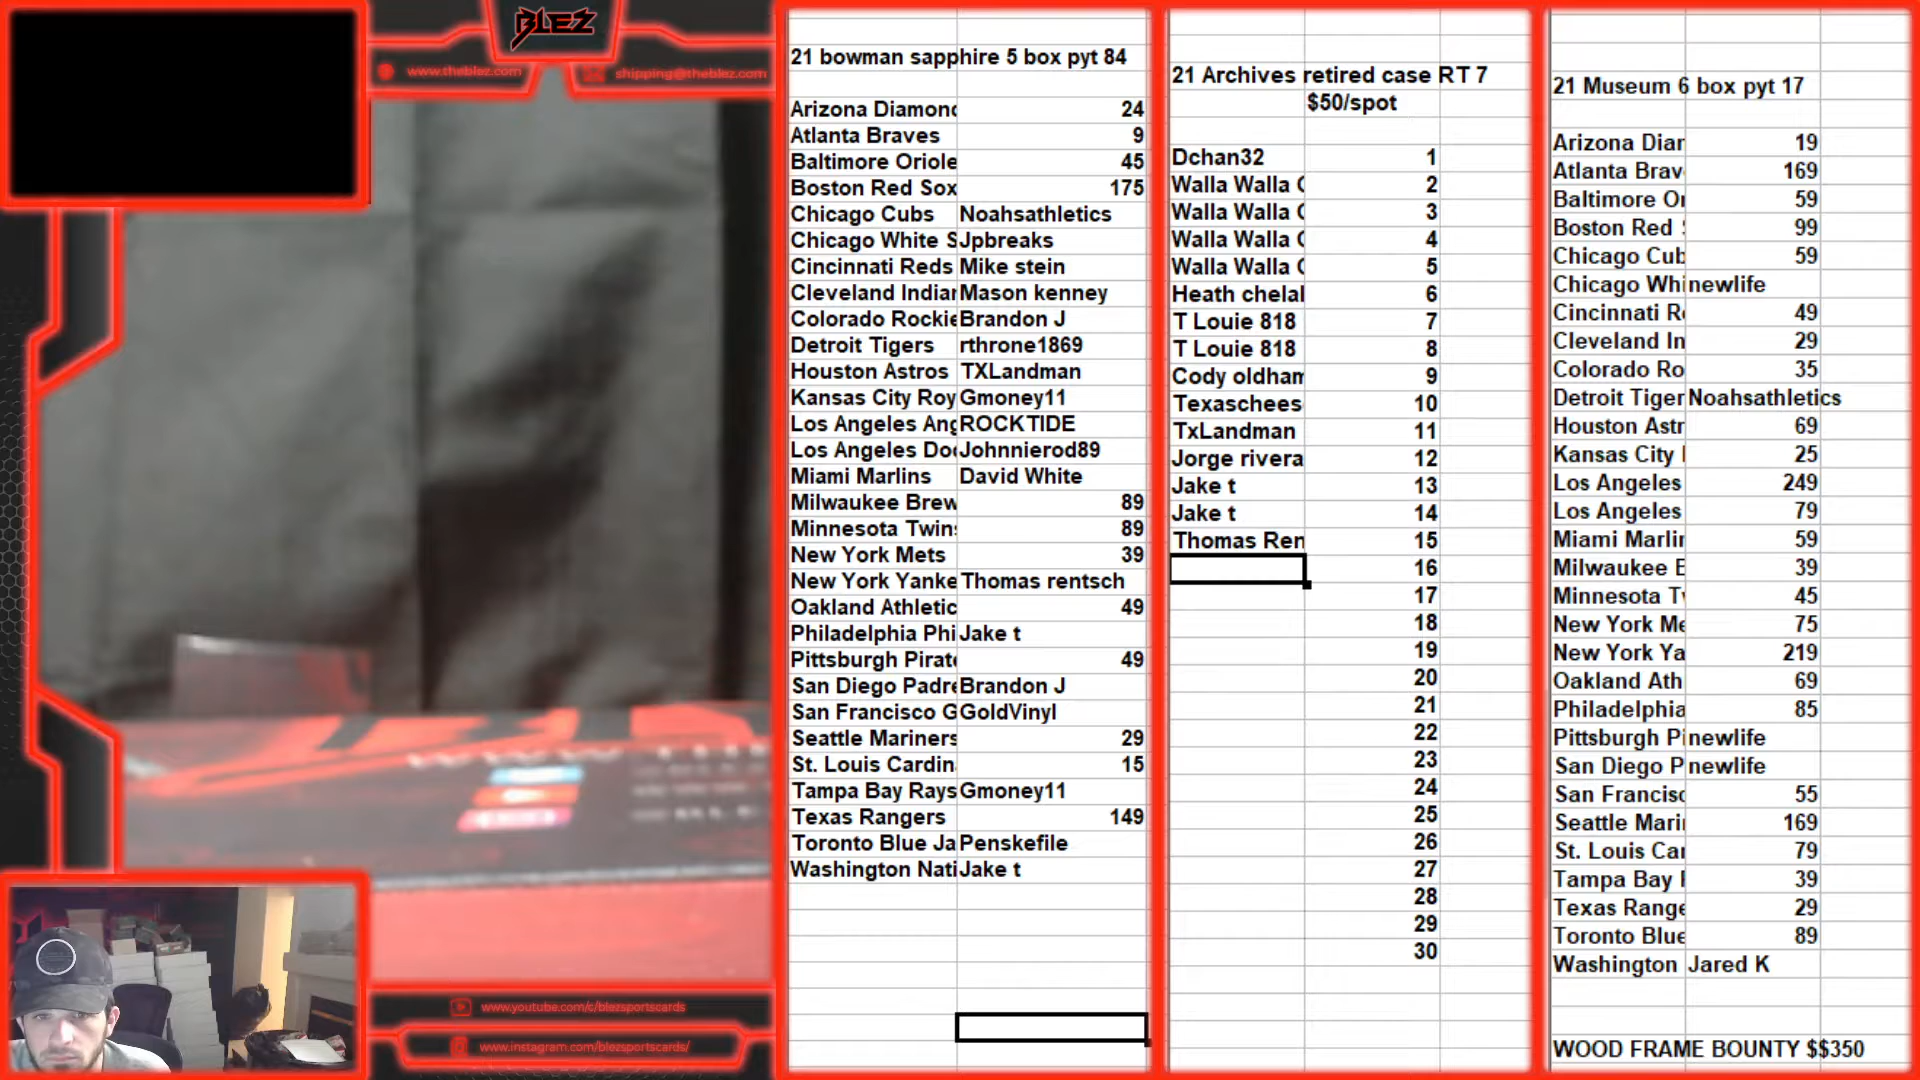 BLEZ
www.theblez.com
shipping@theblez.com
21 bowman sapphire 5 box pyt 84
Arizona Diamond 24
Atlanta Braves 9
Baltimore Oriole 45
Boston Red Sox 175
Chicago Cubs Noahsathletics
Chicago White S Jpbreaks
Cincinnati Reds Mike stein
Cleveland Indian Mason kenney
Colorado Rockie Brandon J
Detroit Tigers rthrone1869
Houston Astros TXLandman
Kansas City Roy Gmoney11
Los Angeles Ang ROCKTIDE
Los Angeles Doc Johnnierod89
Miami Marlins David White
Milwaukee Brew 89
Minnesota Twins 89
New York Mets 39
New York Yanke Thomas rentsch
Oakland Athletic 49
Philadelphia Phi Jake t
Pittsburgh Pirate 49
San Diego Padre Brandon J
San Francisco G GoldVinyl
Seattle Mariners 29
St. Louis Cardin 15
Tampa Bay Rays Gmoney11
Texas Rangers 149
Toronto Blue Ja Penskefile
Washington Nati Jake t
21 Archives retired case RT 7
$50/spot
Dchan32 1
Walla Walla C 2
Walla Walla C 3
Walla Walla C 4
Walla Walla C 5
Heath chelal 6
T Louie 818 7
T Louie 818 8
Cody oldham 9
Texaschees 10
TxLandman 11
Jorge rivera 12
Jake t 13
Jake t 14
Thomas Ren 15
16
17
18
19
20
21
22
23
24
25
26
27
28
29
30
21 Museum 6 box pyt 17
Arizona Diar 19
Atlanta Brav 169
Baltimore Or 59
Boston Red S 99
Chicago Cub 59
Chicago Whi newlife
Cincinnati Re 49
Cleveland In 29
Colorado Ro 35
Detroit Tiger Noahsathletics
Houston Astr 69
Kansas City 25
Los Angeles 249
Los Angeles 79
Miami Marlin 59
Milwaukee B 39
Minnesota Tw 45
New York Me 75
New York Ya 219
Oakland Ath 69
Philadelphia 85
Pittsburgh Pi newlife
San Diego P newlife
San Francisc 55
Seattle Mari 169
St. Louis Car 79
Tampa Bay 39
Texas Range 29
Toronto Blue 89
Washington Jared K
WOOD FRAME BOUNTY $$350
www.youtube.com/c/blezsportscards
www.instagram.com/blezsportscards/